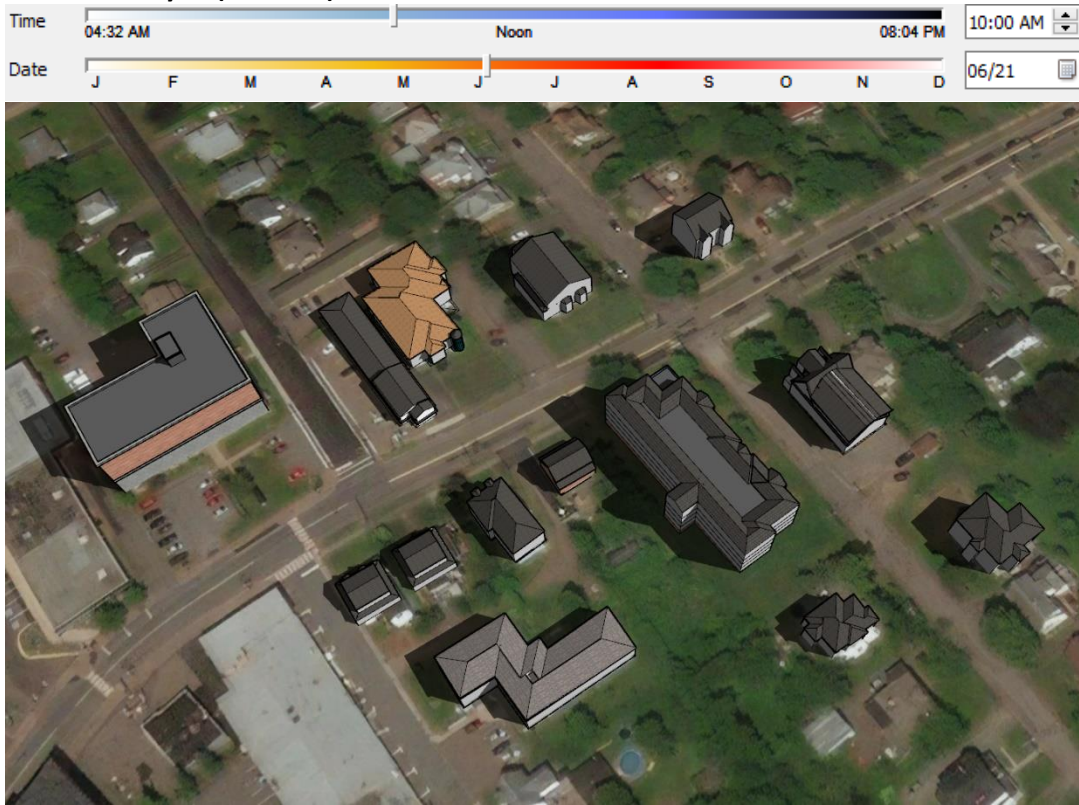 Time
04:32 AM Noon 08:04 PM
10:00 AM
Date
J F M A M J J A S O N D
06/21